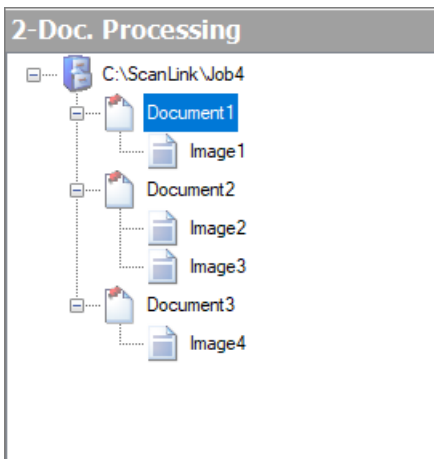 2-Doc. Processing
C:\ScanLink\Job4
Document1
Image1
Document2
Image2
Image3
Document3
Image4